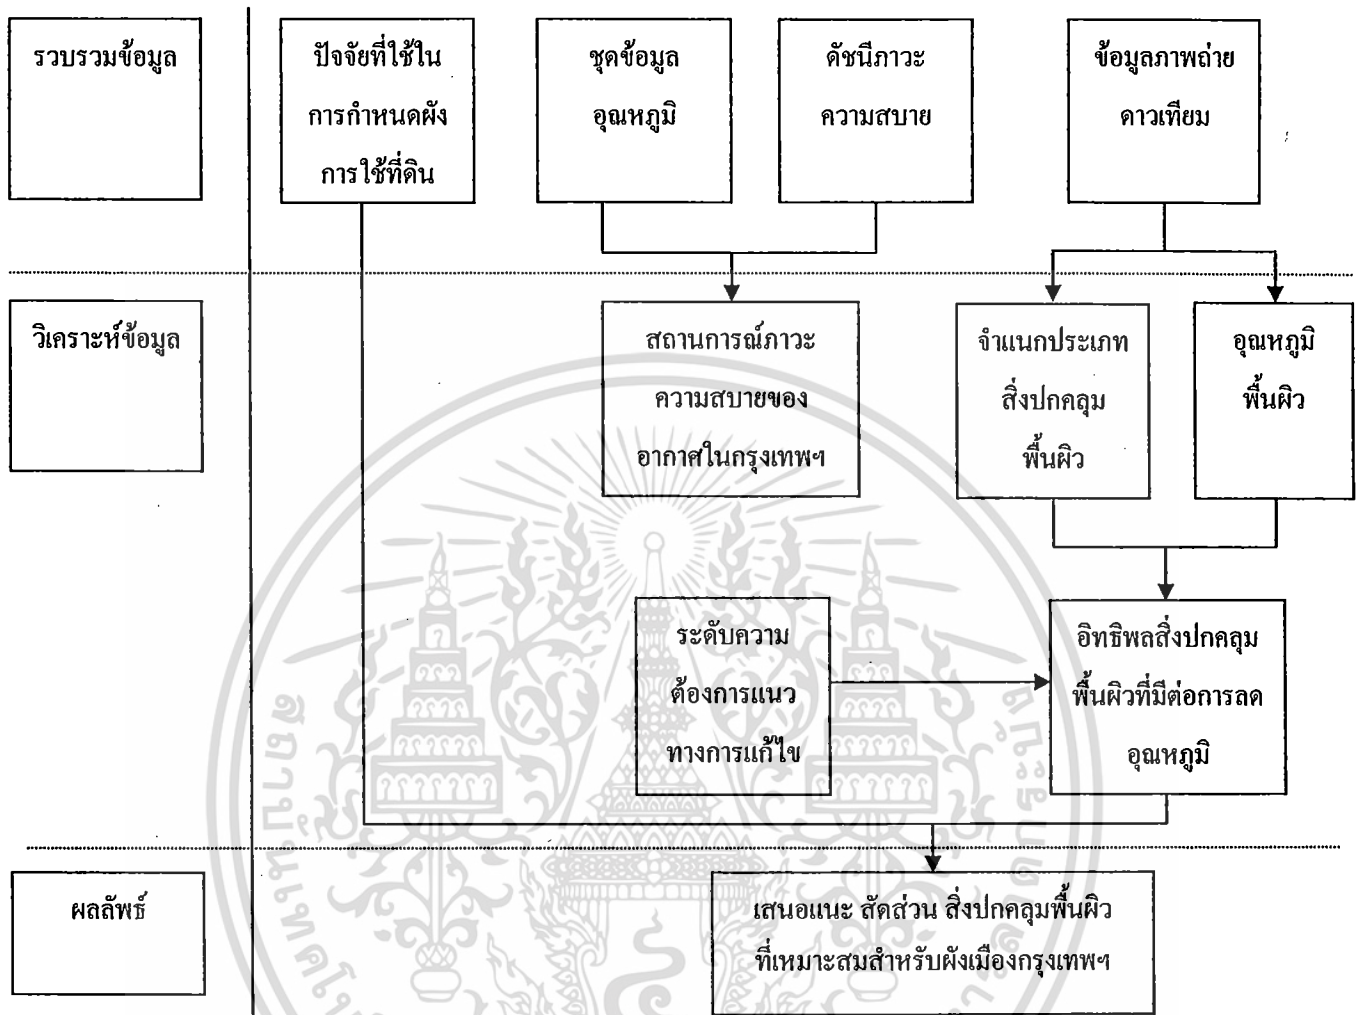 รวบรวมข้อมูล
ปัจจัยที่ใช้ใน
การกำหนดผัง
การใช้ที่ดิน
ชุดข้อมูล
อุณหภูมิ
ดัชนีภาวะ
ความสบาย
ข้อมูลภาพถ่าย
ดาวเทียม
วิเคราะห์ข้อมูล
สถานการณ์ภาวะ
ความสบายของ
อากาศในกรุงเทพฯ
จำแนกประเภท
สิ่งปกคลุม
พื้นผิว
อุณหภูมิ
พื้นผิว
ระดับความ
ต้องการแนว
ทางการแก้ไข
อิทธิพลสิ่งปกคลุม
พื้นผิวที่มีต่อการลด
อุณหภูมิ
ผลลัพธ์
เสนอแนะ สัดส่วน สิ่งปกคลุมพื้นผิว
ที่เหมาะสมสำหรับผังเมืองกรุงเทพฯ